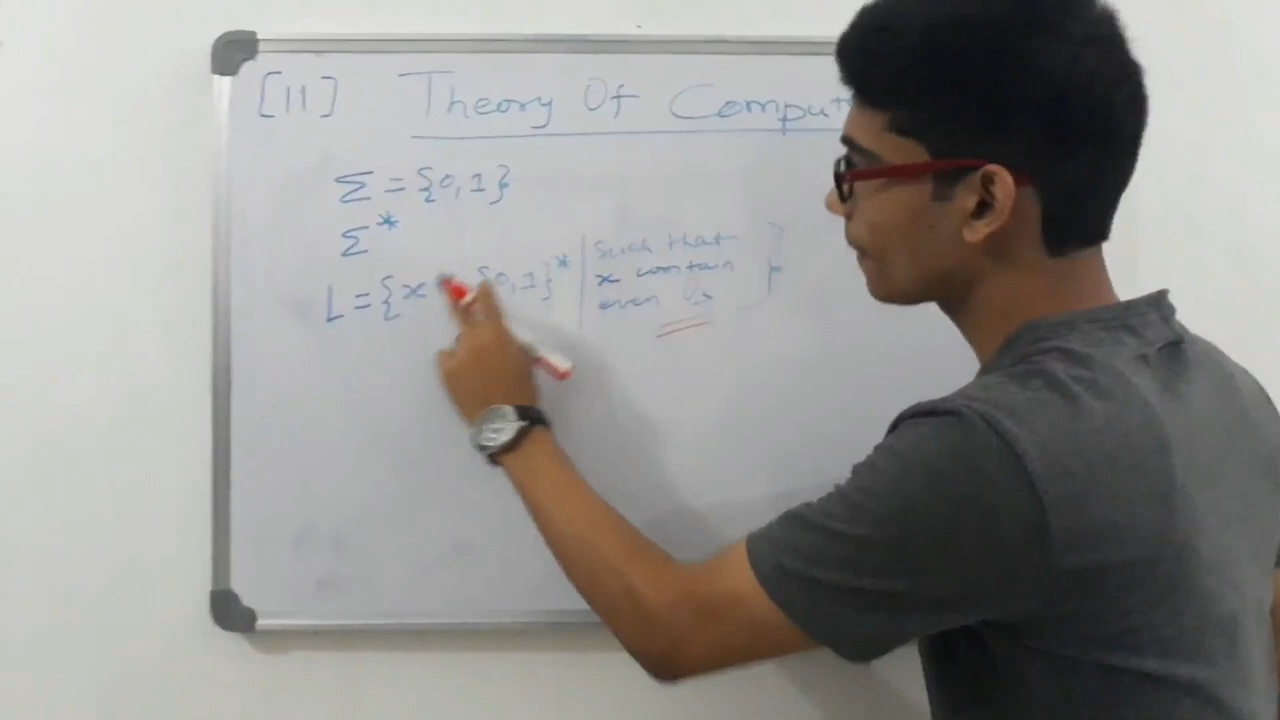 [11] Theory Of Comput
Σ = {0,1}
Σ*
L = {x {0,1}* | such that
x contain
even 0s }